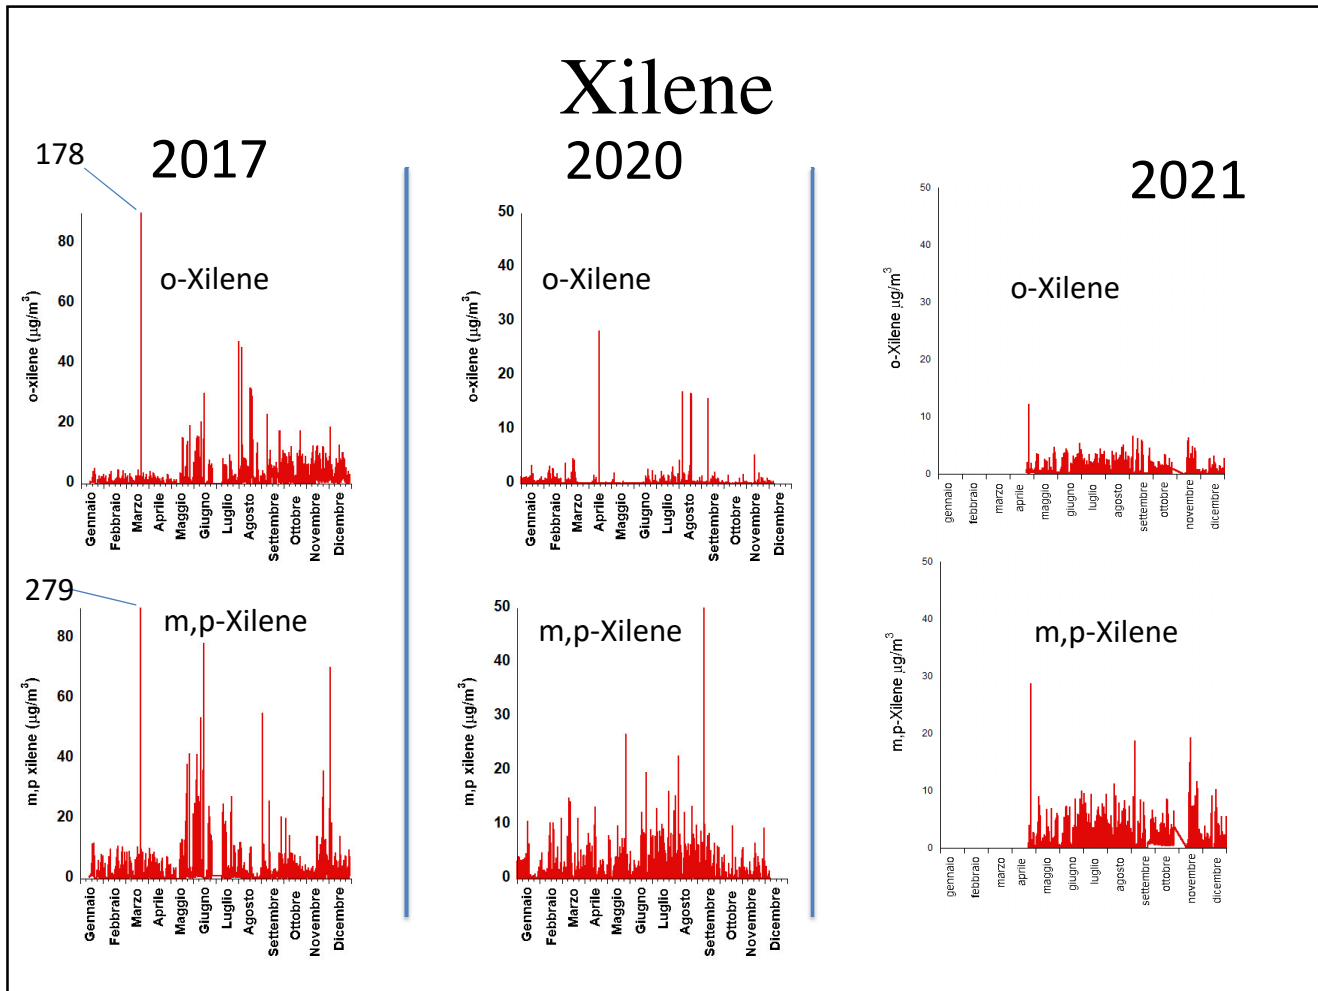 Xilene
2017
2020
2021
178
o-Xilene
o-xilene (µg/m³)
80
60
40
20
0
Gennaio
Febbraio
Marzo
Aprile
Maggio
Giugno
Luglio
Agosto
Settembre
Ottobre
Novembre
Dicembre
o-Xilene
o-xilene (µg/m³)
50
40
30
20
10
0
Gennaio
Febbraio
Marzo
Aprile
Maggio
Giugno
Luglio
Agosto
Settembre
Ottobre
Novembre
Dicembre
o-Xilene
o-Xilene µg/m³
50
40
30
20
10
0
gennaio
febbraio
marzo
aprile
maggio
giugno
luglio
agosto
settembre
ottobre
novembre
dicembre
279
m,p-Xilene
m,p xilene (µg/m³)
80
60
40
20
0
Gennaio
Febbraio
Marzo
Aprile
Maggio
Giugno
Luglio
Agosto
Settembre
Ottobre
Novembre
Dicembre
m,p-Xilene
m,p xilene (µg/m³)
50
40
30
20
10
0
Gennaio
Febbraio
Marzo
Aprile
Maggio
Giugno
Luglio
Agosto
Settembre
Ottobre
Novembre
Dicembre
m,p-Xilene
m,p-Xilene µg/m³
50
40
30
20
10
0
gennaio
febbraio
marzo
aprile
maggio
giugno
luglio
agosto
settembre
ottobre
novembre
dicembre